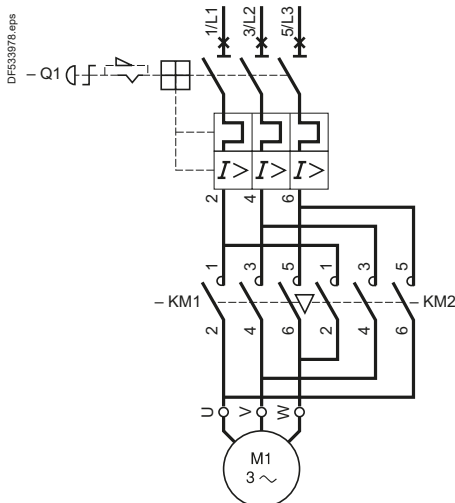 DF533978.eps
1/L1 3/L2 5/L3
– Q1
I> I> I>
2 4 6
1 3 5 1 3 5
– KM1 – KM2
2 4 6 2 4 6
U V W
M1
3 ~